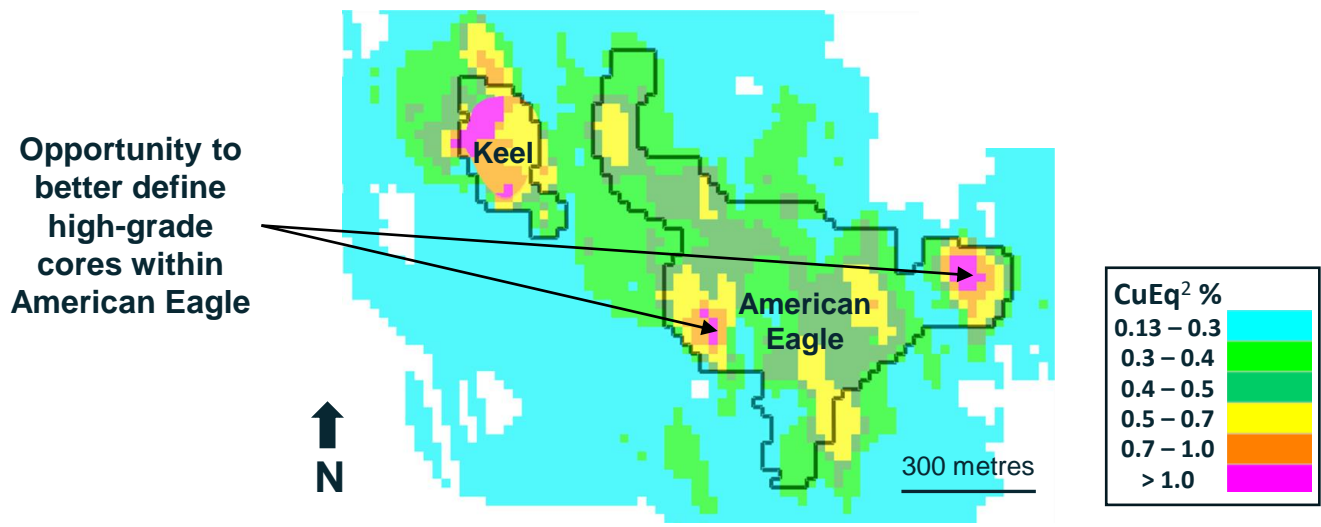 Opportunity to
better define
high-grade
cores within
American Eagle
Keel
American
Eagle
N
300 metres
CuEq² %
0.13 – 0.3
0.3 – 0.4
0.4 – 0.5
0.5 – 0.7
0.7 – 1.0
> 1.0